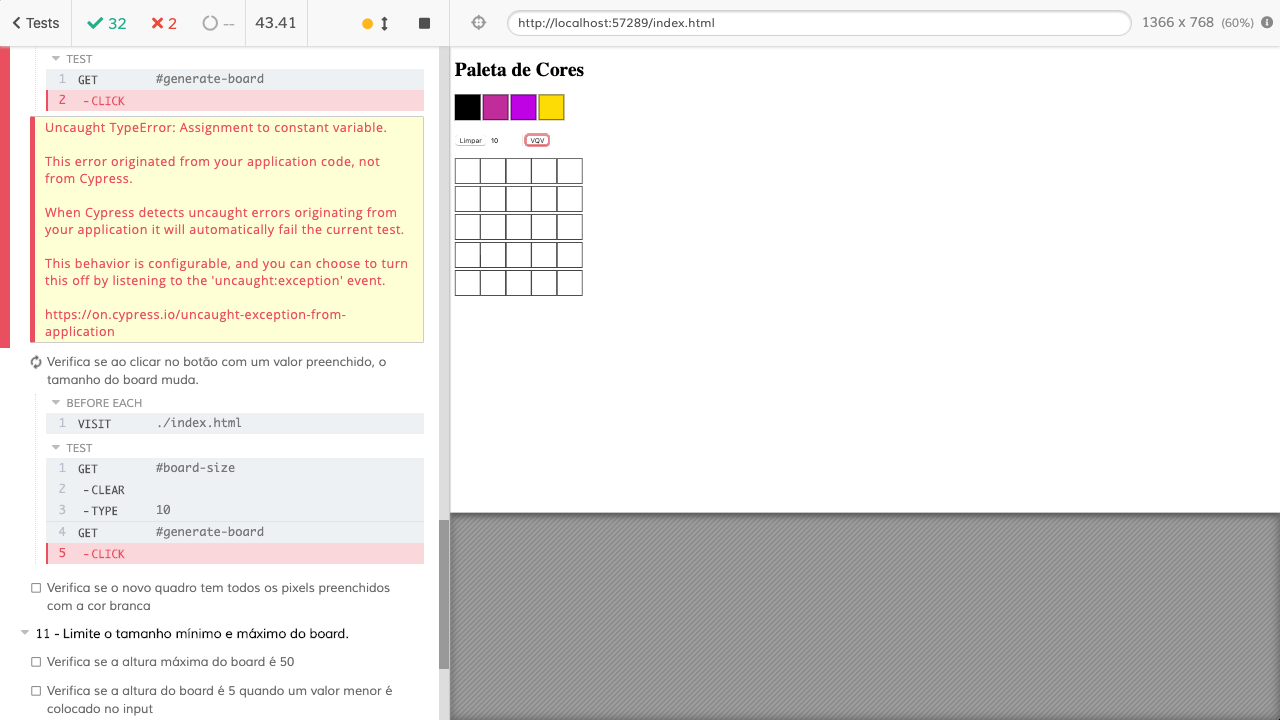 Tests
32
2
--
43.41
http://localhost:57289/index.html
1366 x 768 (60%)
TEST
1 GET #generate-board
2 -CLICK
Uncaught TypeError: Assignment to constant variable.
This error originated from your application code, not
from Cypress.
When Cypress detects uncaught errors originating from
your application it will automatically fail the current test.
This behavior is configurable, and you can choose to turn
this off by listening to the 'uncaught:exception' event.
https://on.cypress.io/uncaught-exception-from-
application
Verifica se ao clicar no botão com um valor preenchido, o
tamanho do board muda.
BEFORE EACH
1 VISIT ./index.html
TEST
1 GET #board-size
2 -CLEAR
3 -TYPE 10
4 GET #generate-board
5 -CLICK
Verifica se o novo quadro tem todos os pixels preenchidos
com a cor branca
11 - Limite o tamanho mínimo e máximo do board.
Verifica se a altura máxima do board é 50
Verifica se a altura do board é 5 quando um valor menor é
colocado no input
Paleta de Cores
Limpar 10 VQV